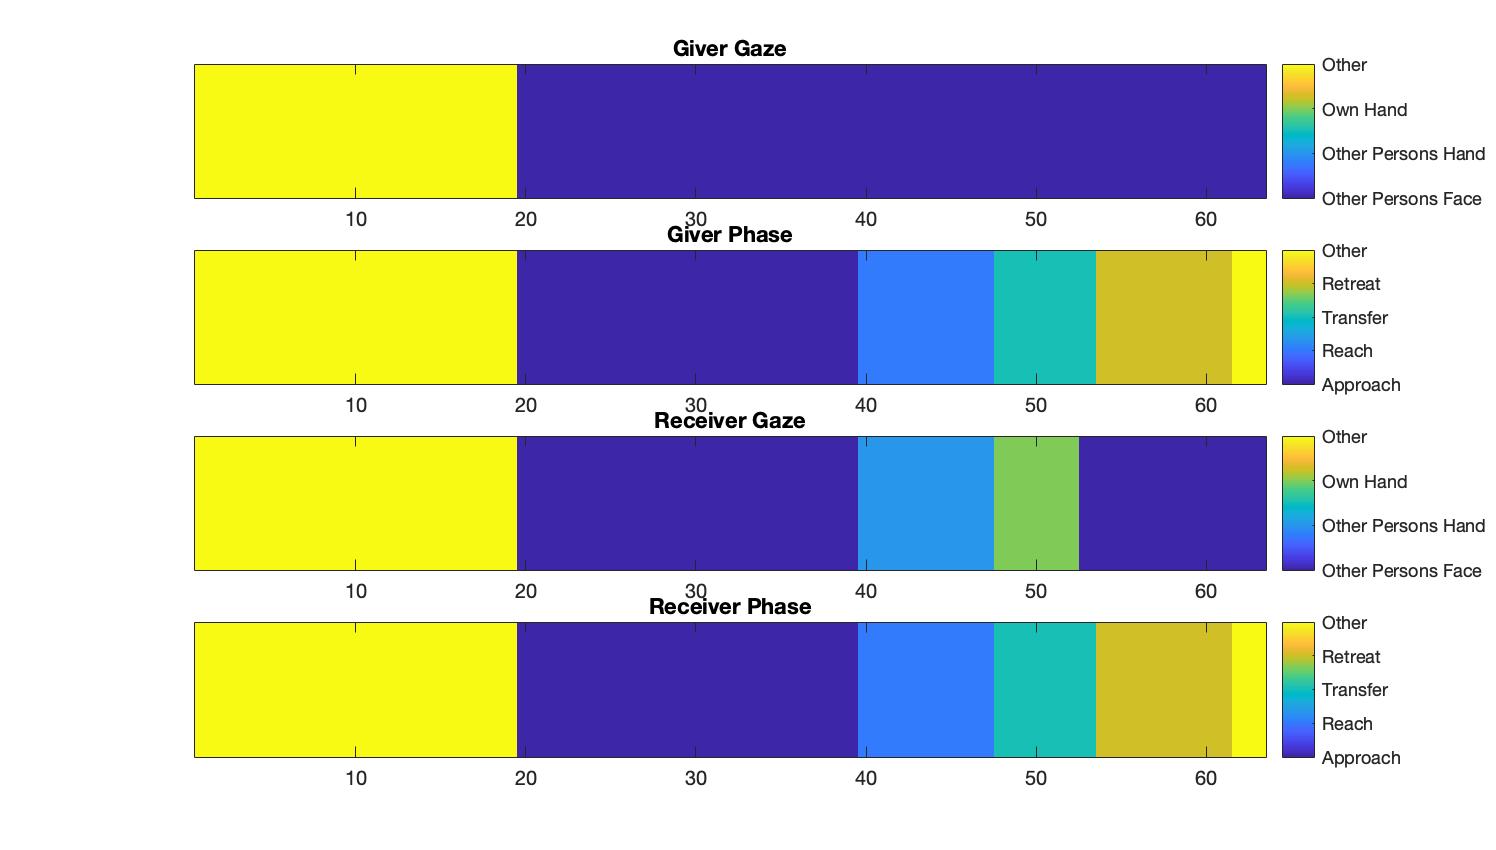 Giver Gaze
Other
Own Hand
Other Persons Hand
Other Persons Face
10 20 30 40 50 60
Giver Phase
Other
Retreat
Transfer
Reach
Approach
10 20 30 40 50 60
Receiver Gaze
Other
Own Hand
Other Persons Hand
Other Persons Face
10 20 30 40 50 60
Receiver Phase
Other
Retreat
Transfer
Reach
Approach
10 20 30 40 50 60